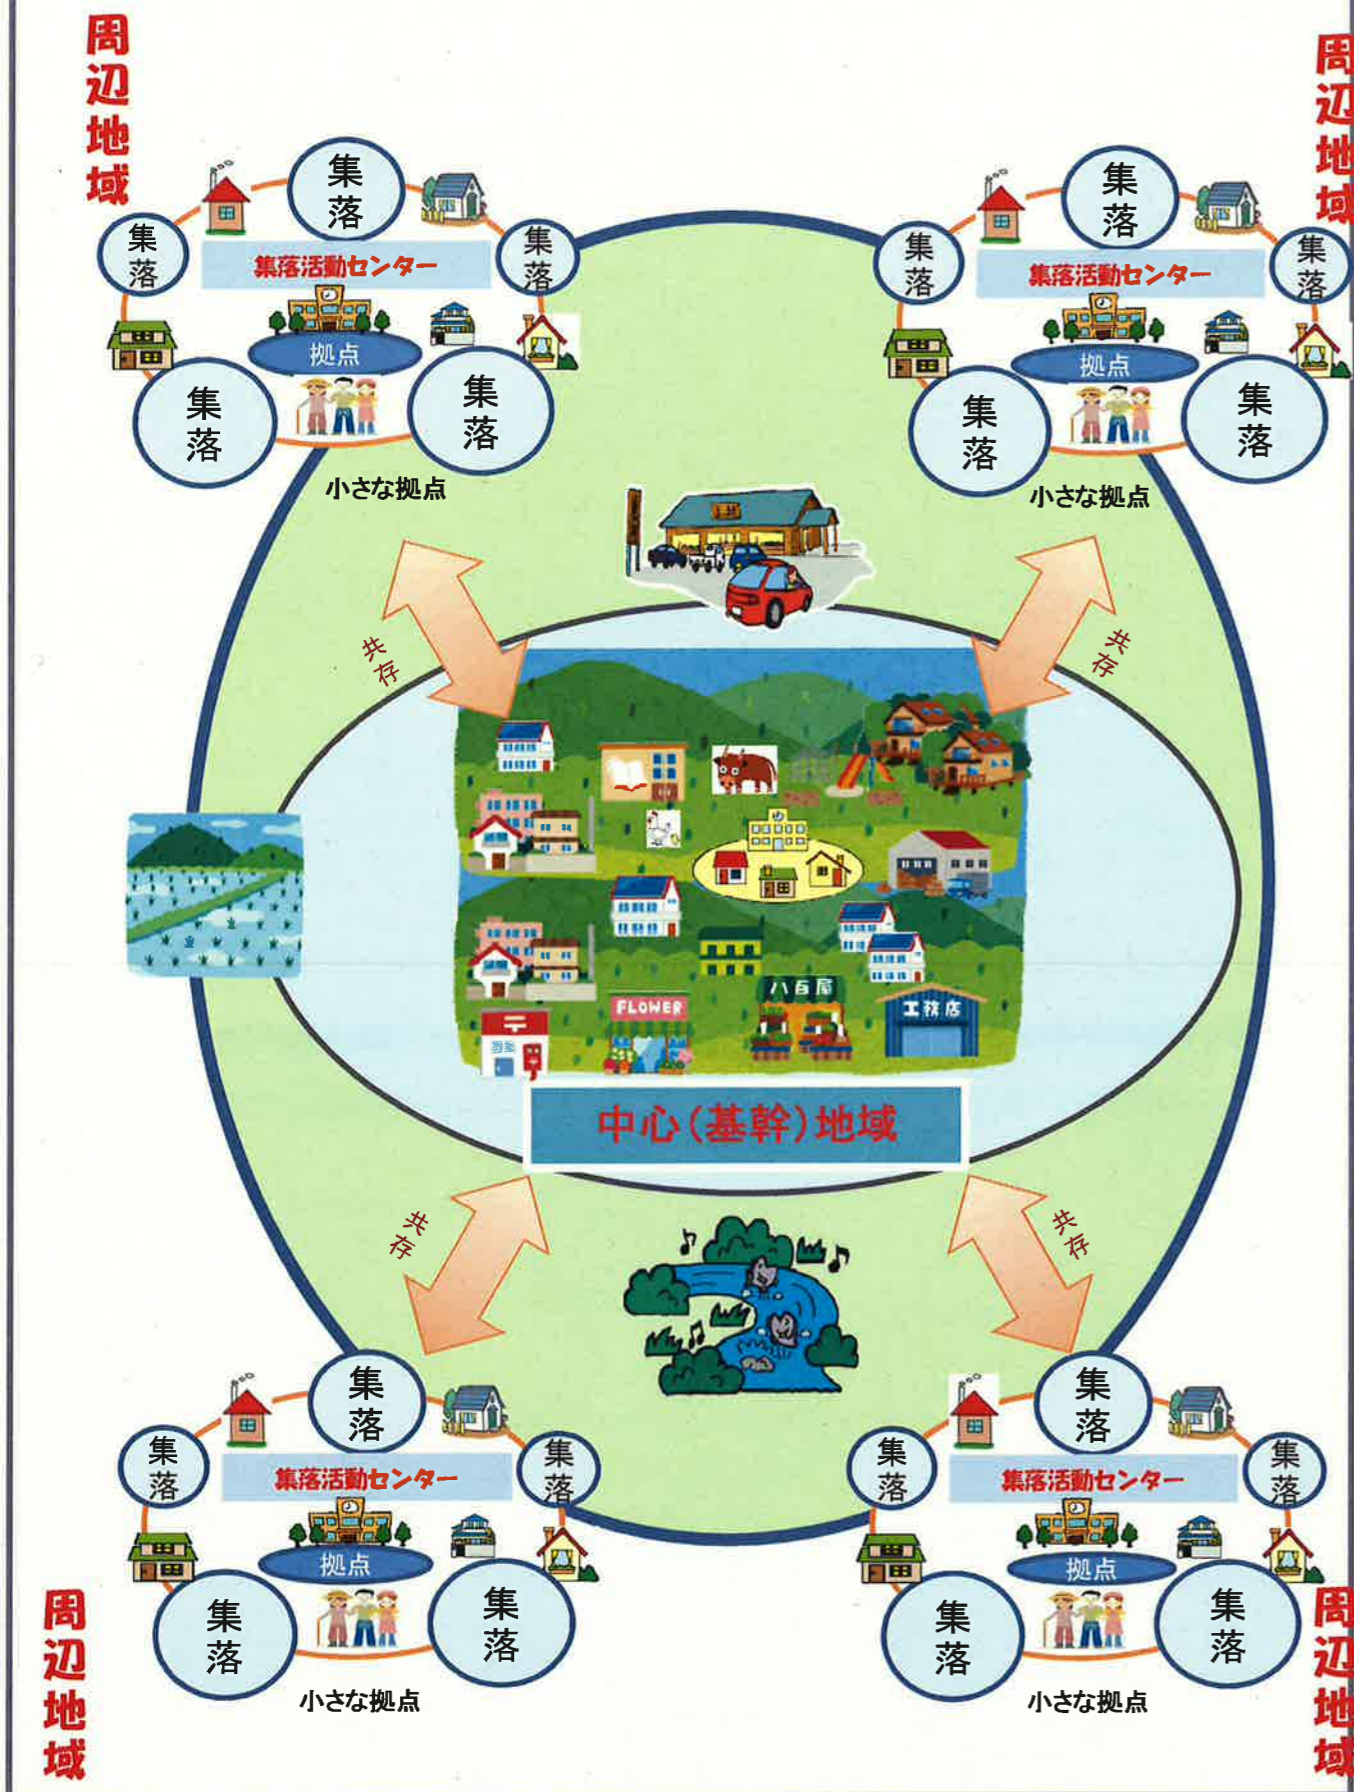 周辺地域
周辺地域
集落
集落
集落
集落活動センター
拠点
集落
集落
小さな拠点
集落
集落
集落
集落活動センター
拠点
集落
集落
小さな拠点
共存
共存
FLOWER
八百屋
工務店
〒
中心(基幹)地域
共存
共存
集落
集落
集落
集落活動センター
拠点
集落
集落
小さな拠点
集落
集落
集落
集落活動センター
拠点
集落
集落
小さな拠点
周辺地域
周辺地域